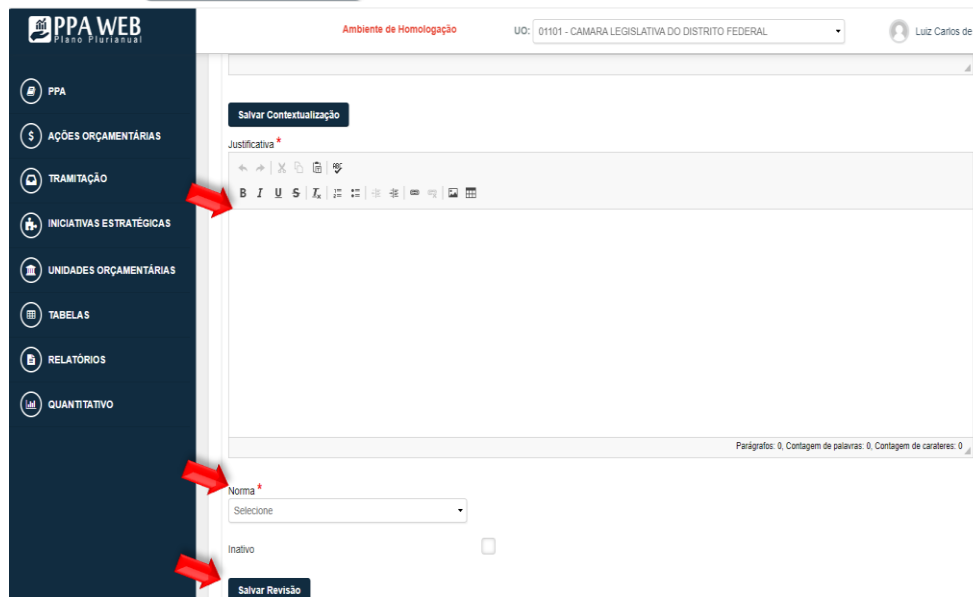 PPA WEB
Plano Plurianual
Ambiente de Homologação
UO: 01101 - CAMARA LEGISLATIVA DO DISTRITO FEDERAL
Luiz Carlos de
PPA
AÇÕES ORÇAMENTÁRIAS
TRAMITAÇÃO
INICIATIVAS ESTRATÉGICAS
UNIDADES ORÇAMENTÁRIAS
TABELAS
RELATÓRIOS
QUANTITATIVO
Salvar Contextualização
Justificativa *
B I U S Ix
Parágrafos: 0, Contagem de palavras: 0, Contagem de carateres: 0
Norma *
Selecione
Inativo
Salvar Revisão